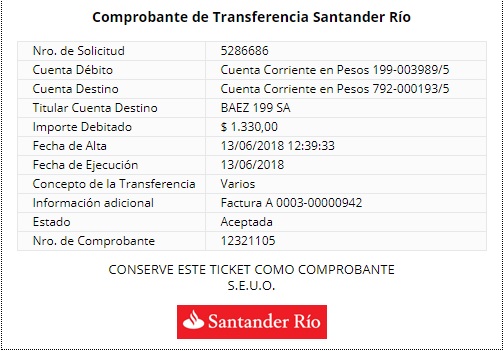 Comprobante de Transferencia Santander Río
Nro. de Solicitud 5286686
Cuenta Débito Cuenta Corriente en Pesos 199-003989/5
Cuenta Destino Cuenta Corriente en Pesos 792-000193/5
Titular Cuenta Destino BAEZ 199 SA
Importe Debitado $ 1.330,00
Fecha de Alta 13/06/2018 12:39:33
Fecha de Ejecución 13/06/2018
Concepto de la Transferencia Varios
Información adicional Factura A 0003-00000942
Estado Aceptada
Nro. de Comprobante 12321105
CONSERVE ESTE TICKET COMO COMPROBANTE
S.E.U.O.
Santander Río